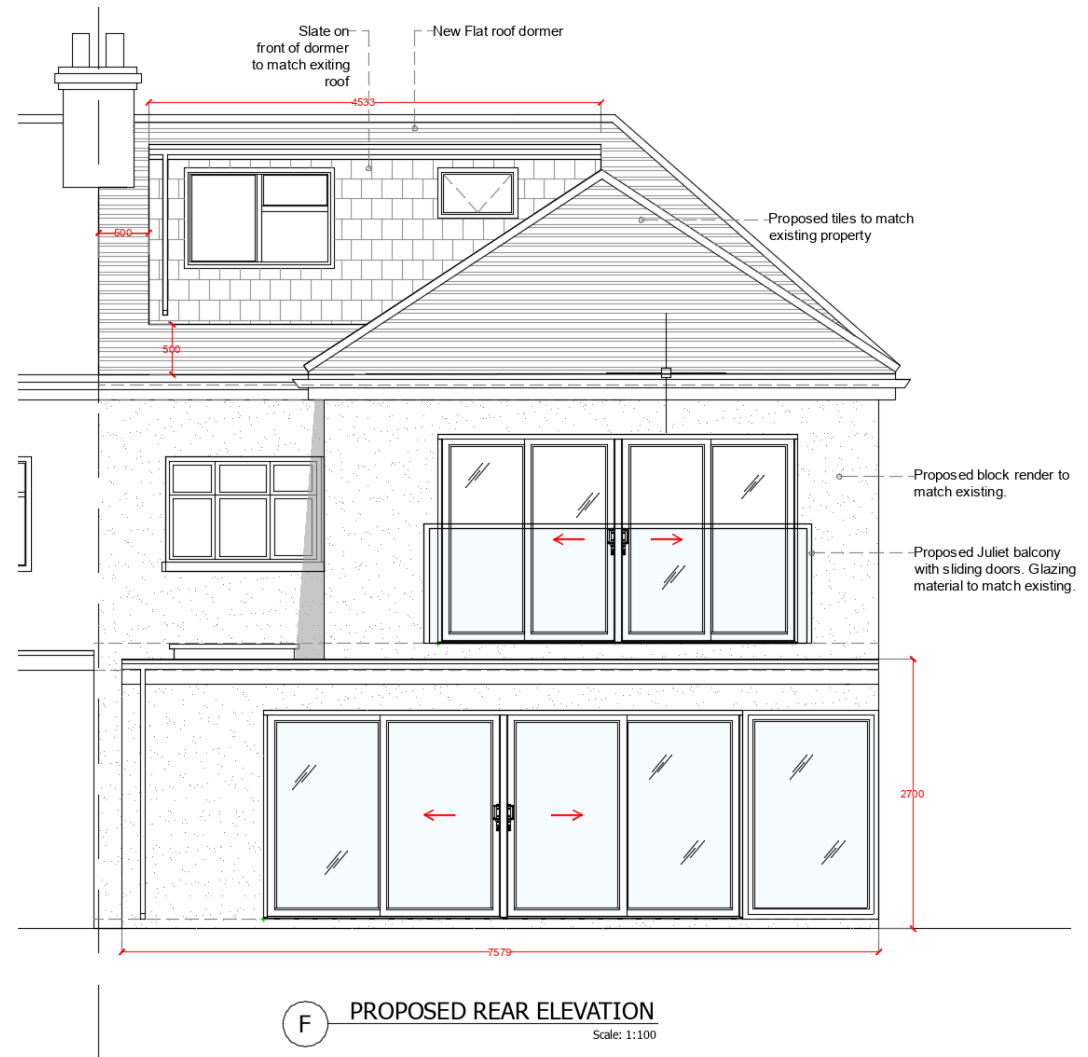 Slate on
front of dormer
to match exiting
roof
New Flat roof dormer
4533
Proposed tiles to match
existing property
600
500
Proposed block render to
match existing.
Proposed Juliet balcony
with sliding doors. Glazing
material to match existing.
2700
7579
F
PROPOSED REAR ELEVATION
Scale: 1:100